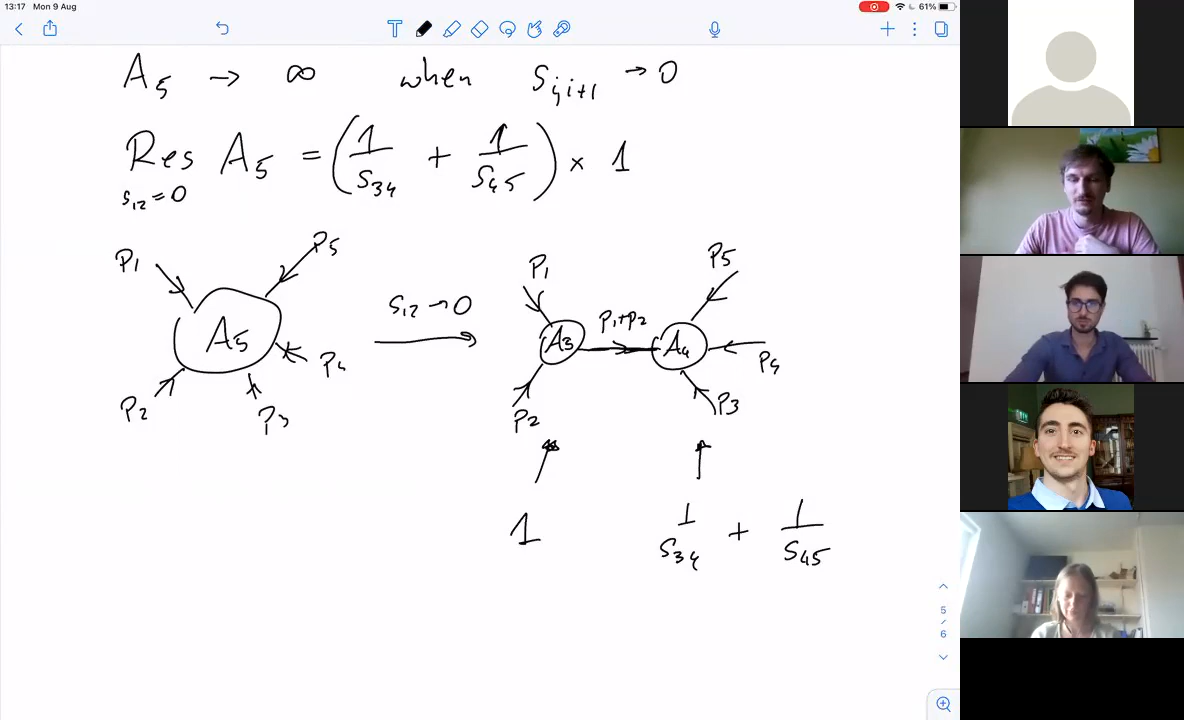 13:17 Mon 9 Aug
61%
A5 → ∞ when si,i+1 → 0
Res s12=0 A5 = (1/s34 + 1/s45) × 1
P1 P5 A5 P4 P2 P3
s12 → 0
P1 P5 A3 P1+P2 A4 P4 P2 P3
1
1/s34 + 1/s45
5
/
6